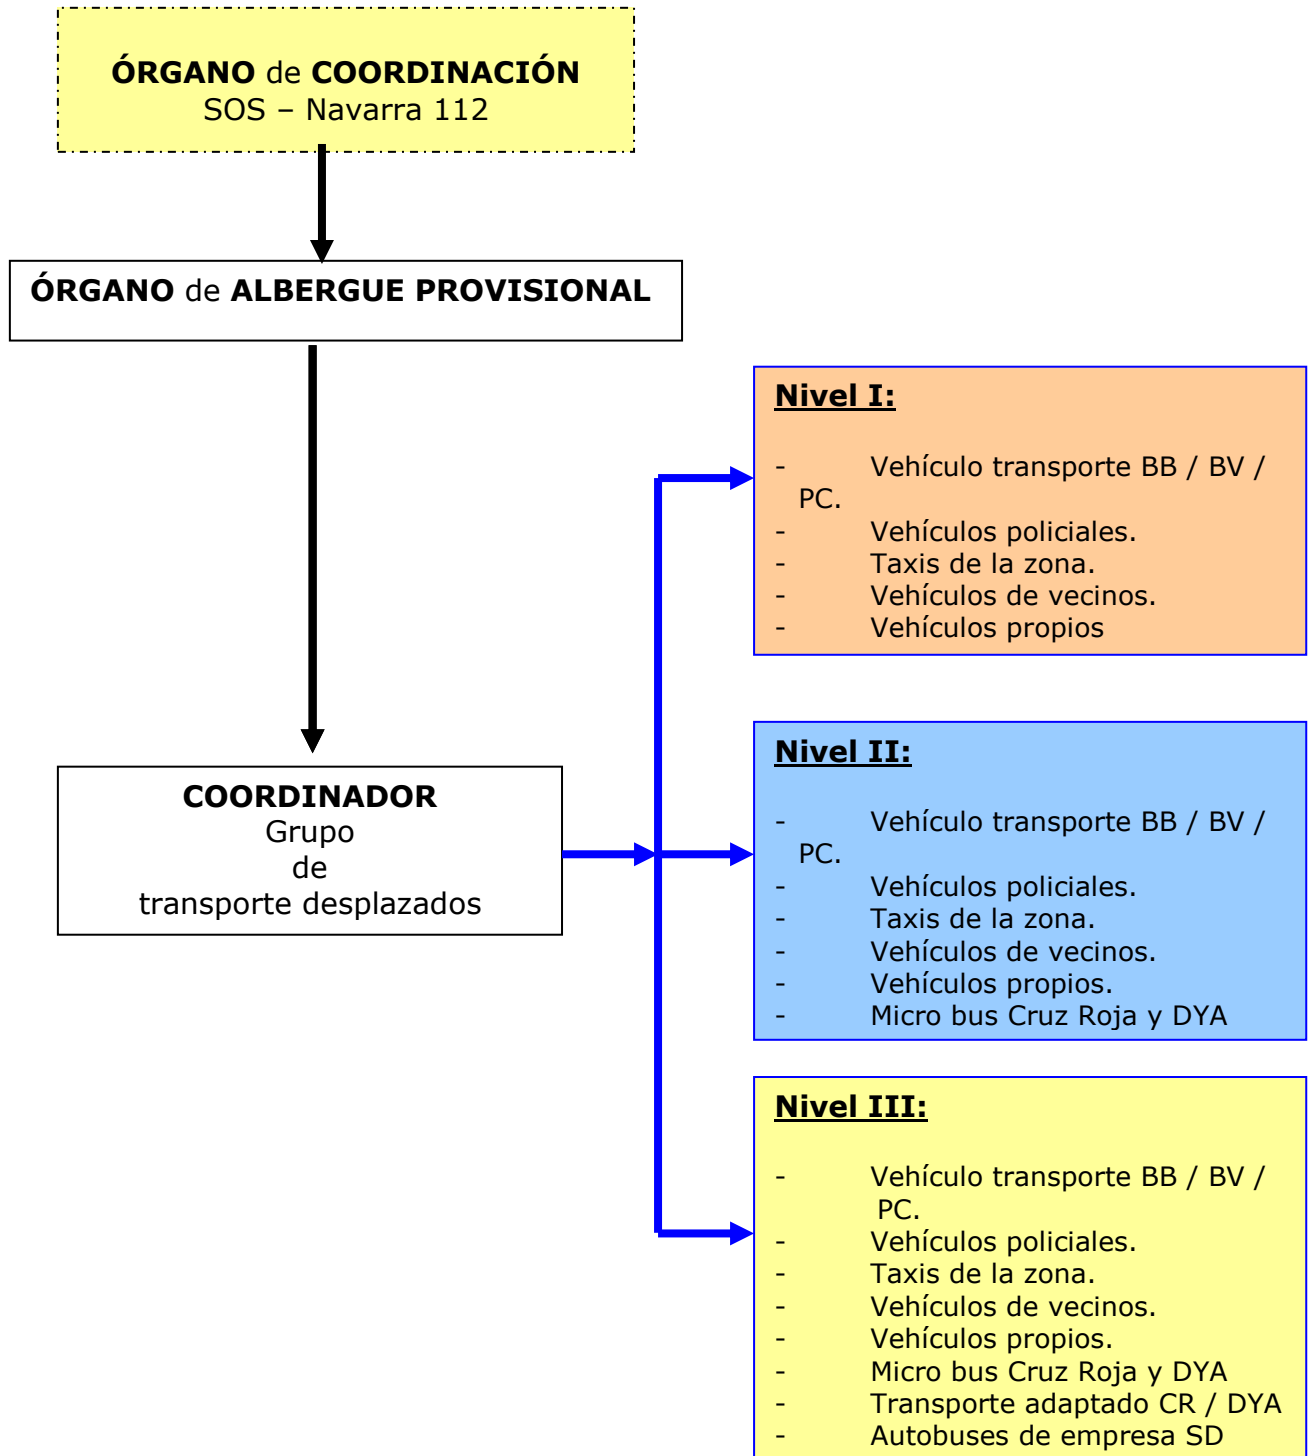 ÓRGANO de COORDINACIÓN
SOS – Navarra 112
ÓRGANO de ALBERGUE PROVISIONAL
COORDINADOR
Grupo
de
transporte desplazados
Nivel I:
- Vehículo transporte BB / BV /
PC.
- Vehículos policiales.
- Taxis de la zona.
- Vehículos de vecinos.
- Vehículos propios
Nivel II:
- Vehículo transporte BB / BV /
PC.
- Vehículos policiales.
- Taxis de la zona.
- Vehículos de vecinos.
- Vehículos propios.
- Micro bus Cruz Roja y DYA
Nivel III:
- Vehículo transporte BB / BV /
PC.
- Vehículos policiales.
- Taxis de la zona.
- Vehículos de vecinos.
- Vehículos propios.
- Micro bus Cruz Roja y DYA
- Transporte adaptado CR / DYA
- Autobuses de empresa SD